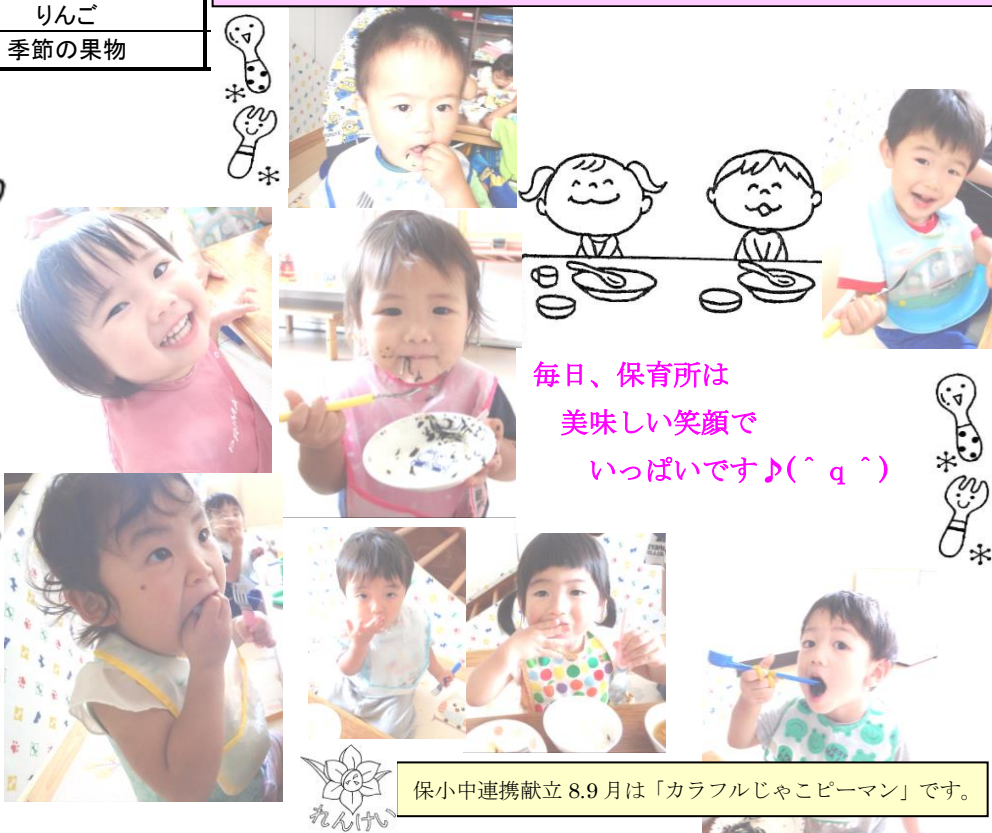 りんご
季節の果物
毎日、保育所は
美味しい笑顔で
いっぱいです♪(＾ｑ＾)
れんけい
保小中連携献立 8.9 月は「カラフルじゃこピーマン」です。